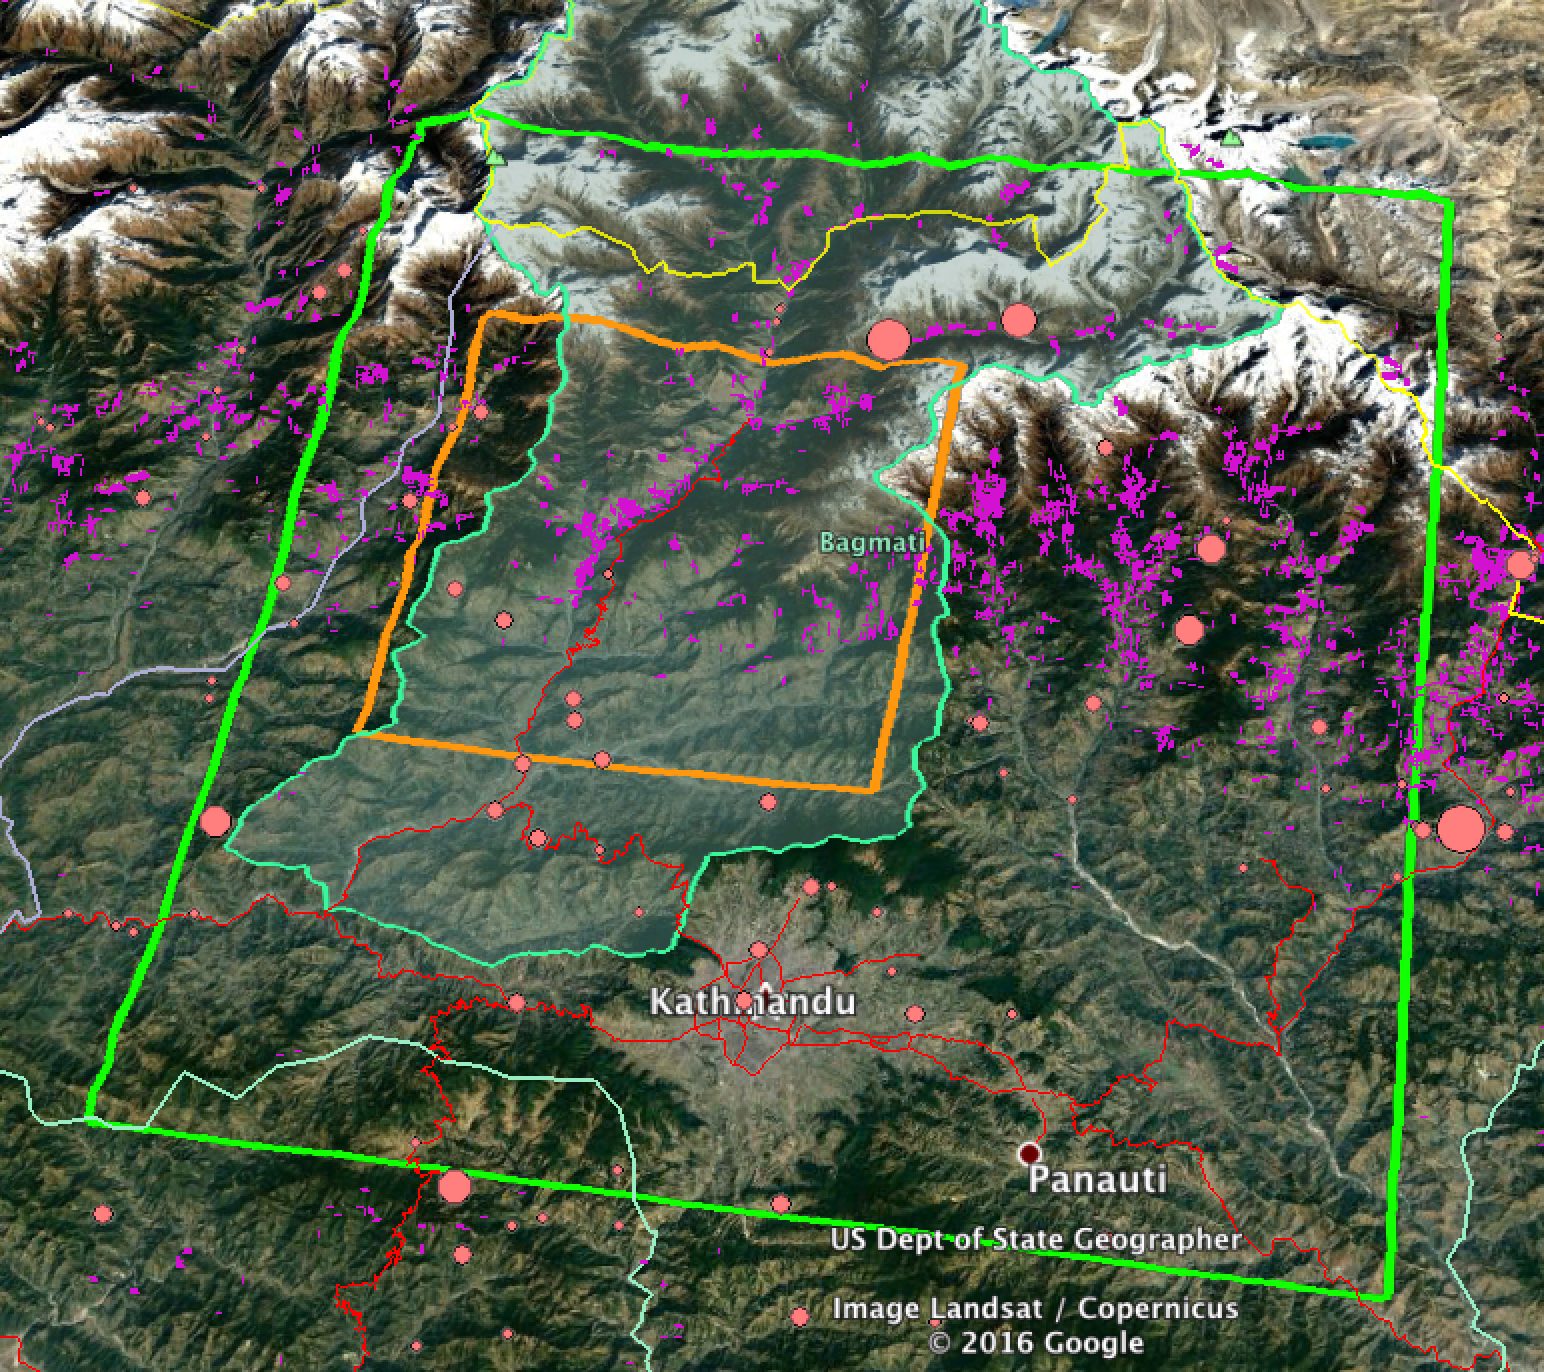 Bagmati
Kathmandu
Panauti
US Dept of State Geographer
Image Landsat / Copernicus
© 2016 Google